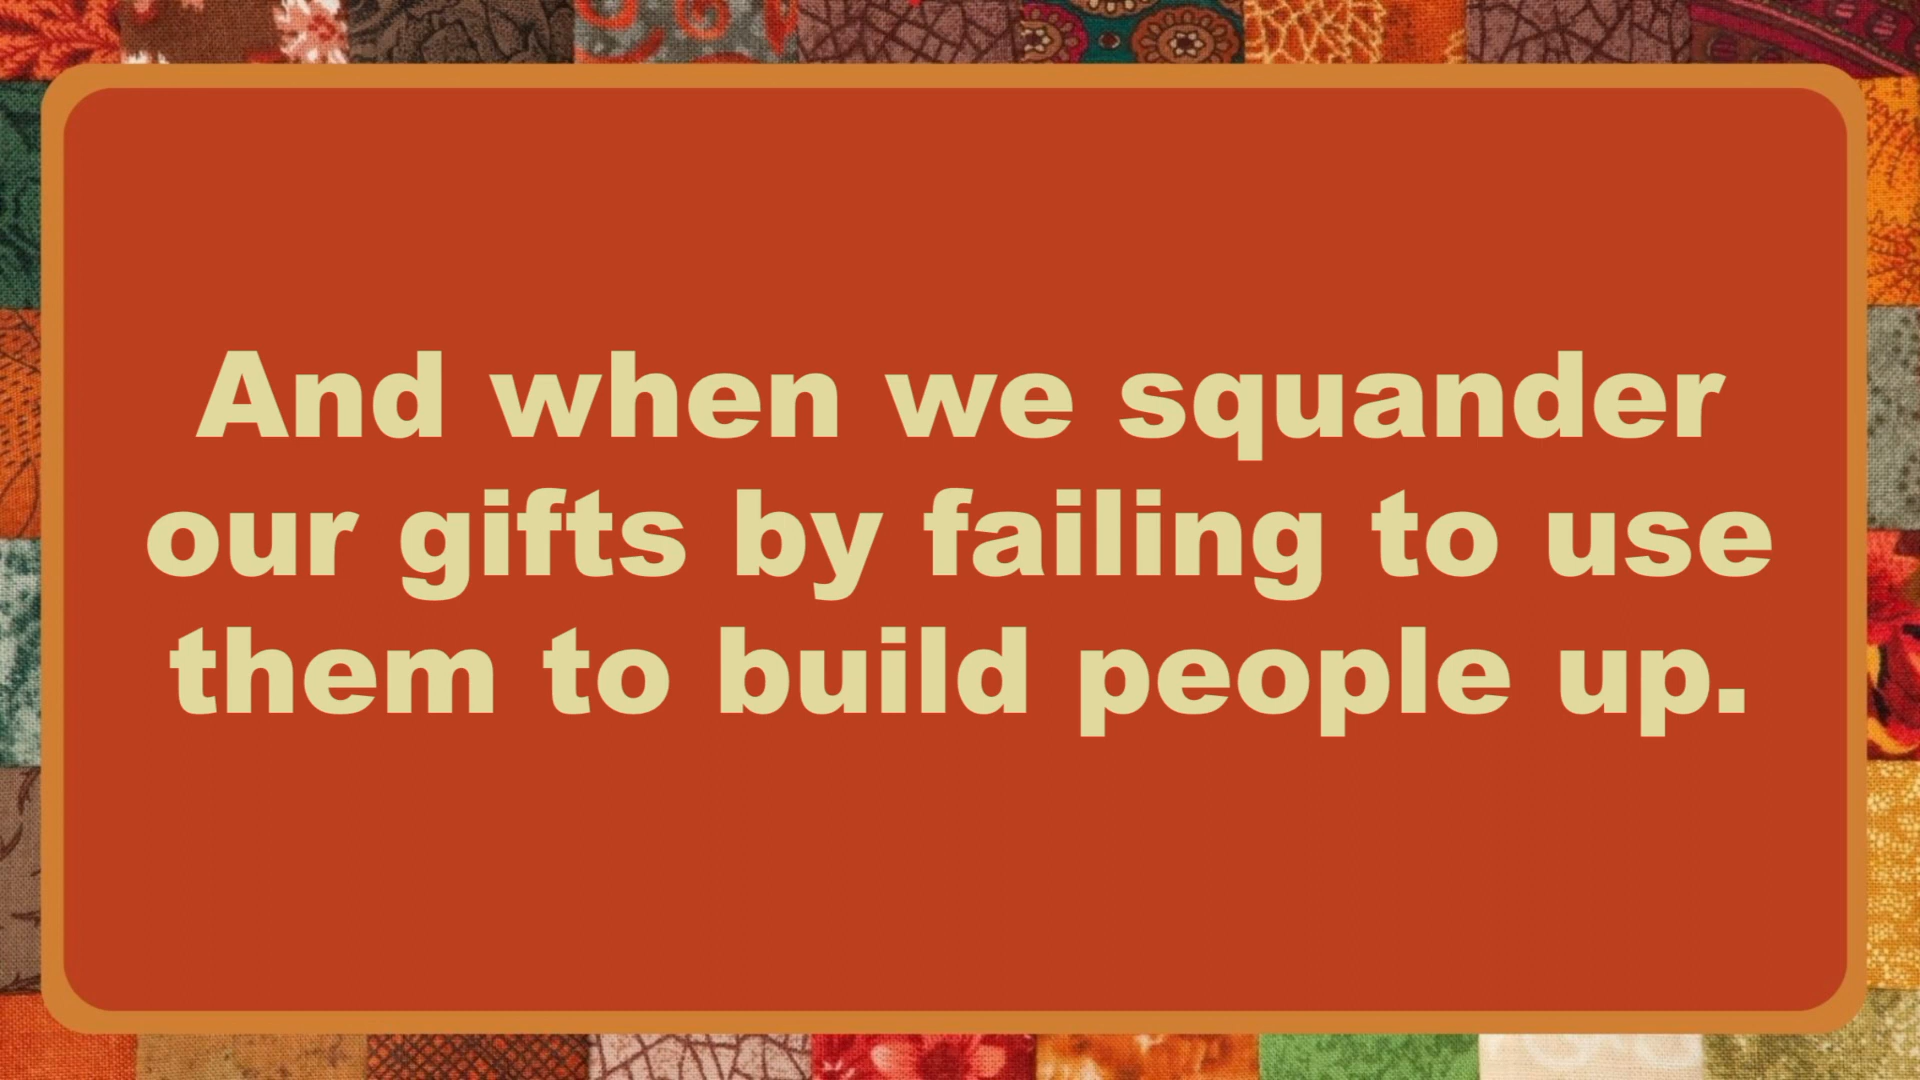 And when we squander
our gifts by failing to use
them to build people up.